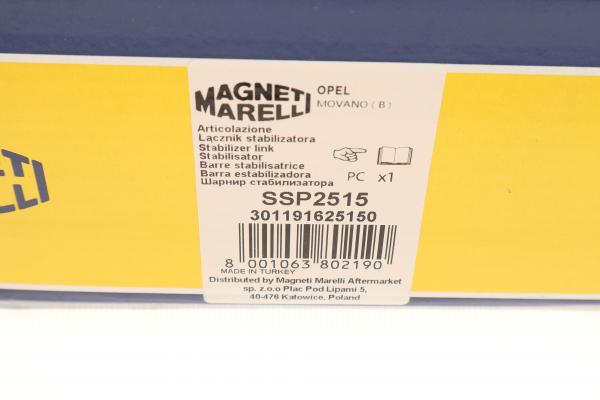 MAGNETI
MARELLI
OPEL
MOVANO (B)
Articolazione
Łącznik stabilizatora
Stabilizer link
Stabilisator
Barre stabilisatrice
Barra estabilizadora
Шарнир стабилизатора
PC x1
SSP2515
301191625150
8 001063 802190
MADE IN TURKEY
Distributed by Magneti Marelli Aftermarket
sp. z.o.o Plac Pod Lipami 5,
40-476 Katowice, Poland
NETI
ELLI